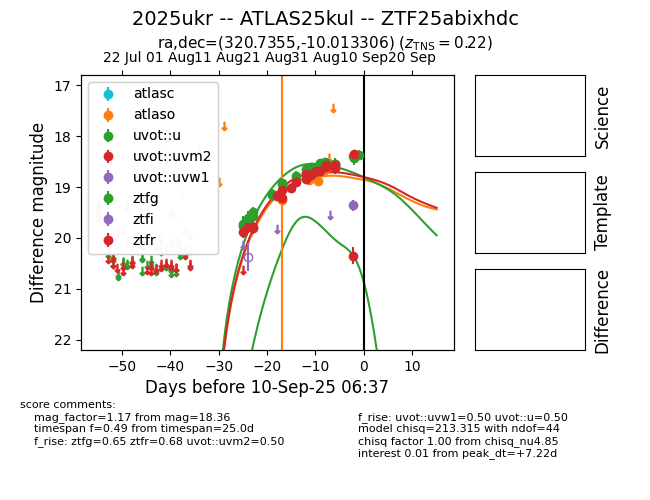 2025ukr -- ATLAS25kul -- ZTF25abixhdc
ra,dec=(320.7355,-10.013306) (zTNS = 0.22)
22 Jul 01 Aug11 Aug21 Aug31 Aug10 Sep20 Sep
17
18
19
20
21
22
Difference magnitude
atlasc
atlaso
uvot::u
uvot::uvm2
uvot::uvw1
ztfg
ztfi
ztfr
−50 −40 −30 −20 −10 0 10
Days before 10-Sep-25 06:37
Science
Template
Difference
score comments:
mag_factor=1.17 from mag=18.36
timespan f=0.49 from timespan=25.0d
f_rise: ztfg=0.65 ztfr=0.68 uvot::uvm2=0.50
f_rise: uvot::uvw1=0.50 uvot::u=0.50
model chisq=213.315 with ndof=44
chisq factor 1.00 from chisq_nu4.85
interest 0.01 from peak_dt=+7.22d